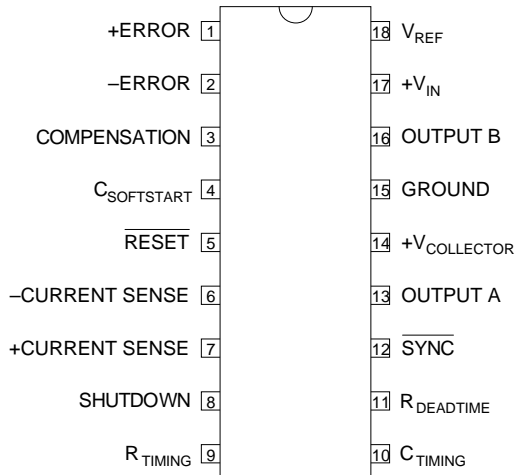 +ERROR 1 18 VREF
–ERROR 2 17 +VIN
COMPENSATION 3 16 OUTPUT B
CSOFTSTART 4 15 GROUND
RESET 5 14 +VCOLLECTOR
–CURRENT SENSE 6 13 OUTPUT A
+CURRENT SENSE 7 12 SYNC
SHUTDOWN 8 11 RDEADTIME
RTIMING 9 10 CTIMING